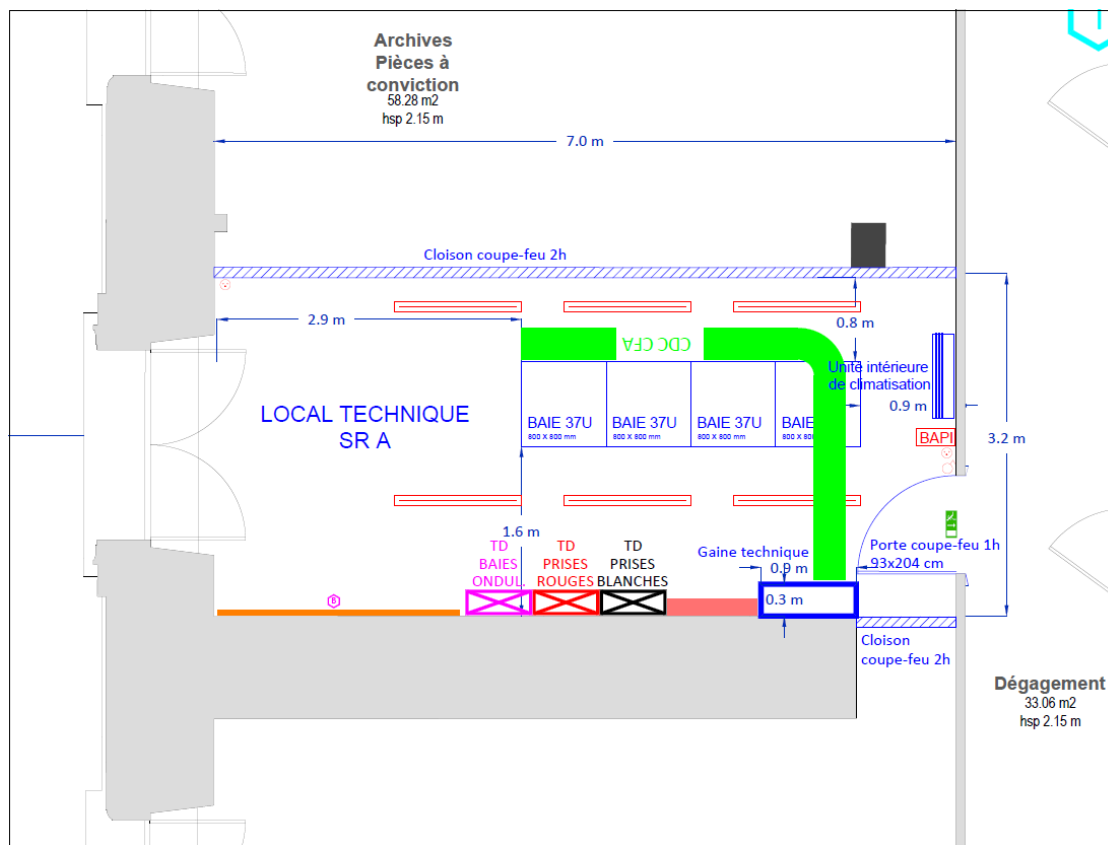 Archives
Pièces à
conviction
58.28 m2
hsp 2.15 m
7.0 m
Cloison coupe-feu 2h
2.9 m
CDC CFA
0.8 m
Unité intérieure
de climatisation
0.9 m
LOCAL TECHNIQUE
SR A
BAIE 37U
800 X 800 mm
BAIE 37U
800 X 800 mm
BAIE 37U
800 X 800 mm
BAPI
3.2 m
1.6 m
TD
BAIES
ONDUL.
TD
PRISES
ROUGES
TD
PRISES
BLANCHES
Gaine technique
0.9 m
0.3 m
Porte coupe-feu 1h
93x204 cm
B
Cloison
coupe-feu 2h
Dégagement
33.06 m2
hsp 2.15 m